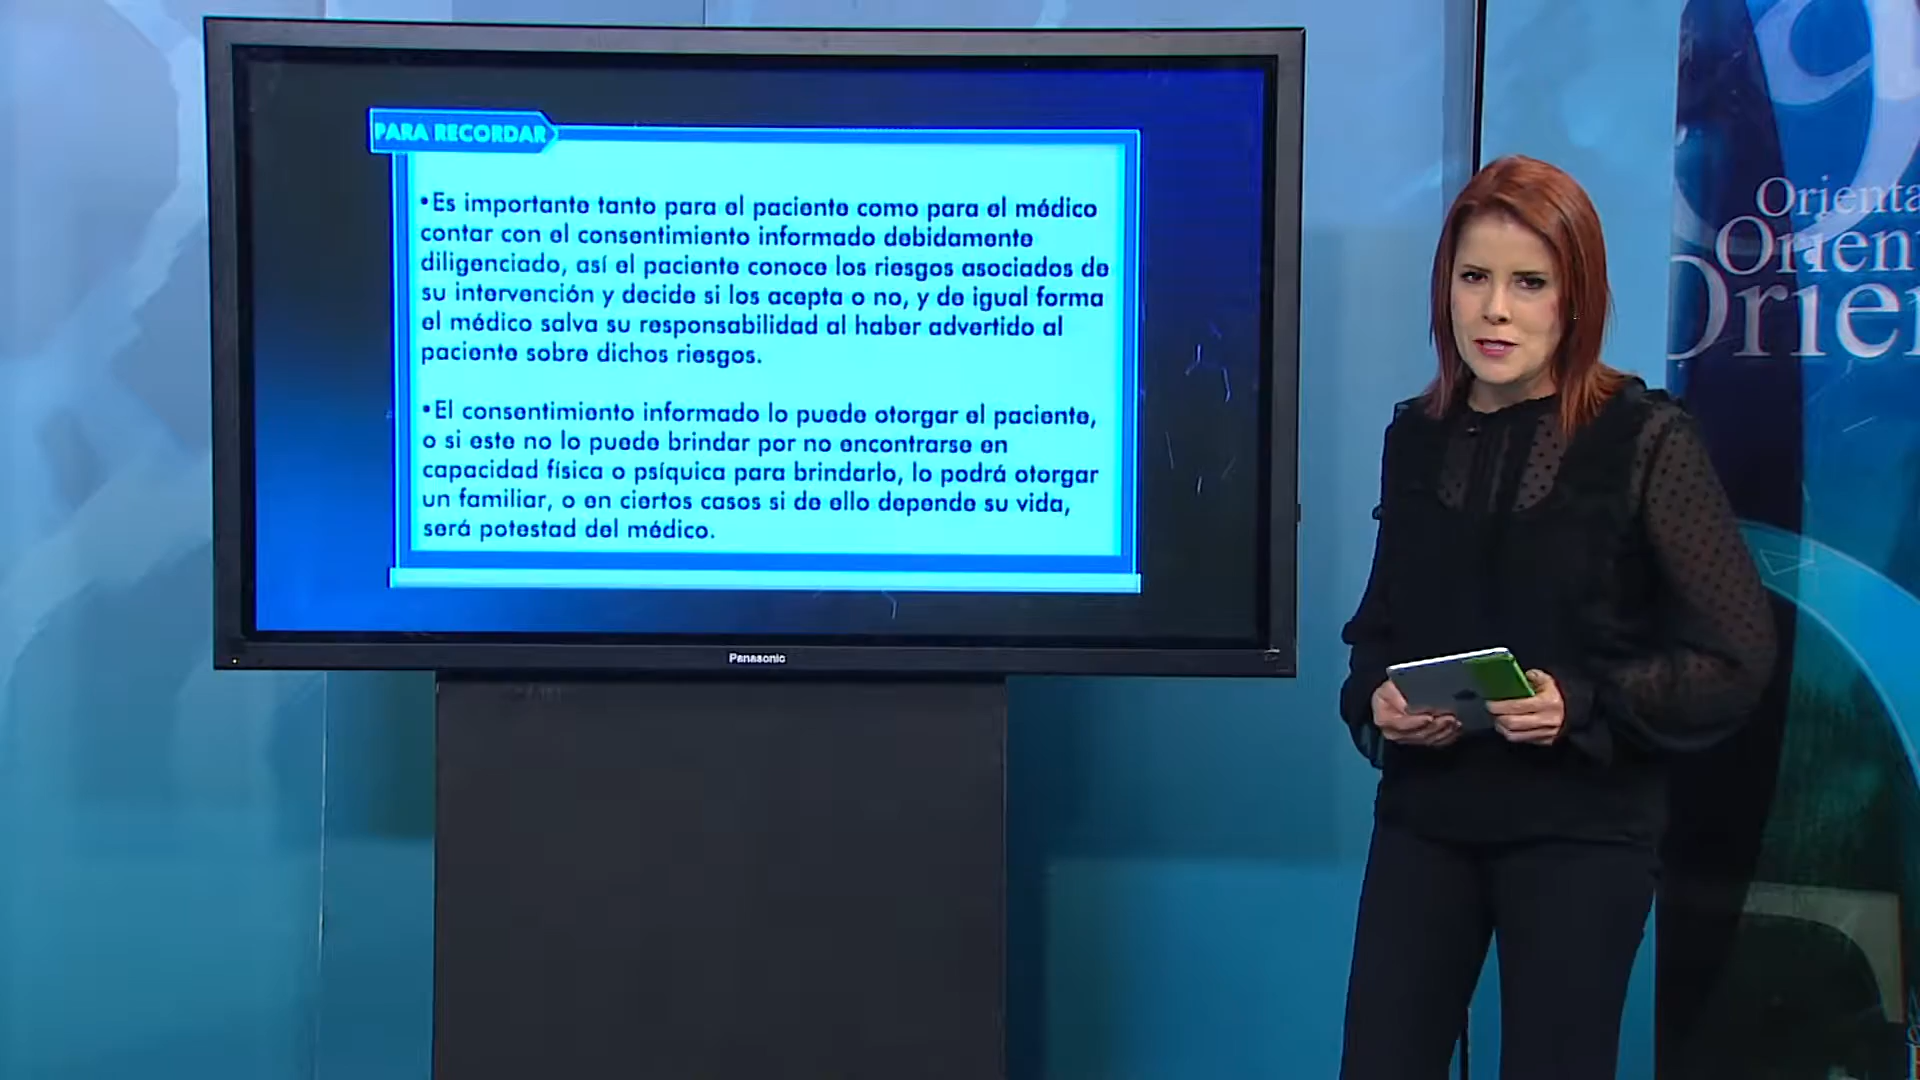 PARA RECORDAR
•Es importante tanto para el paciente como para el médico
contar con el consentimiento informado debidamente
diligenciado, así el paciente conoce los riesgos asociados de
su intervención y decide si los acepta o no, y de igual forma
el médico salva su responsabilidad al haber advertido al
paciente sobre dichos riesgos.
•El consentimiento informado lo puede otorgar el paciente,
o si este no lo puede brindar por no encontrarse en
capacidad física o psíquica para brindarlo, lo podrá otorgar
un familiar, o en ciertos casos si de ello depende su vida,
será potestad del médico.
Panasonic
Orienta
Orien
Orie